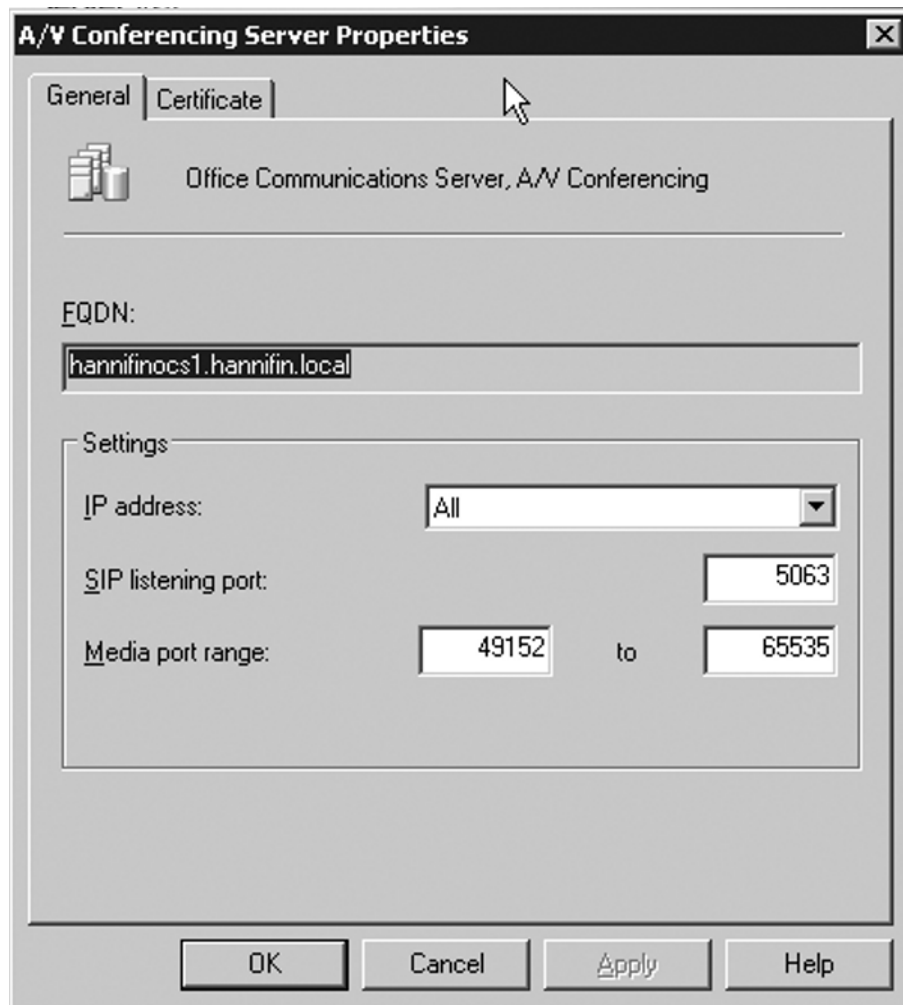 A/V Conferencing Server Properties
General Certificate
Office Communications Server, A/V Conferencing
FQDN:
hannifinocs1.hannifin.local
Settings
IP address: All
SIP listening port: 5063
Media port range: 49152 to 65535
OK Cancel Apply Help